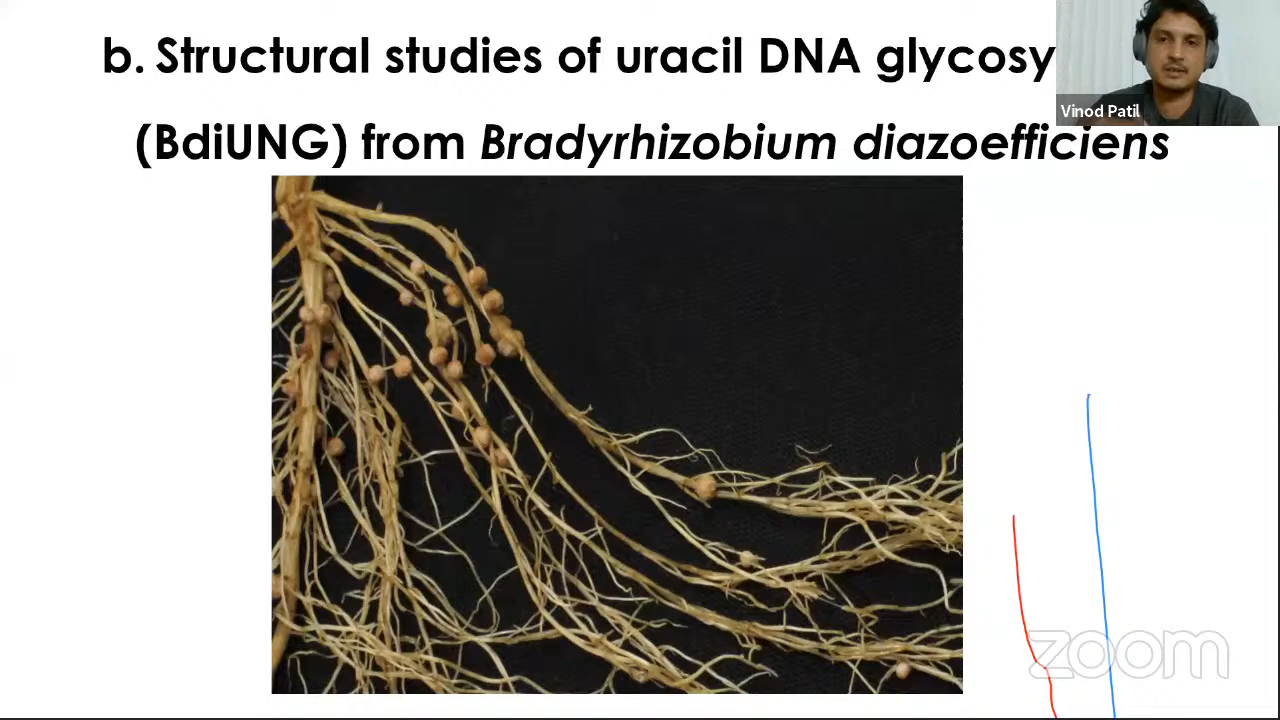 b. Structural studies of uracil DNA glycosy
Vinod Patil
(BdiUNG) from Bradyrhizobium diazoefficiens
zoom